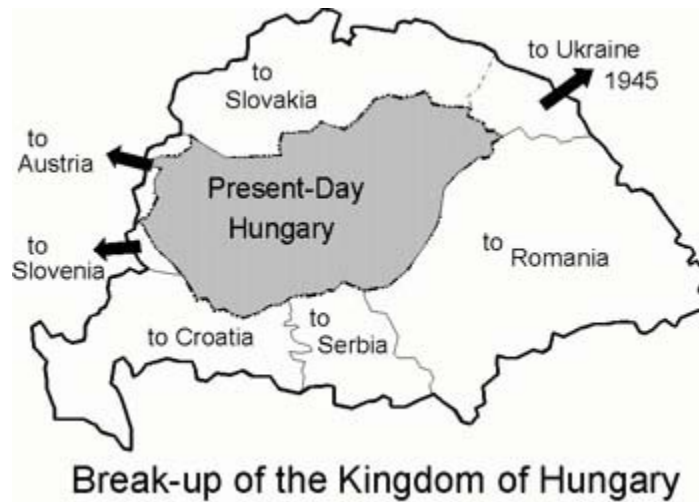 to Ukraine
1945
to
Slovakia
to
Austria
Present-Day
Hungary
to
Slovenia
to
Romania
to Croatia
to
Serbia
Break-up of the Kingdom of Hungary